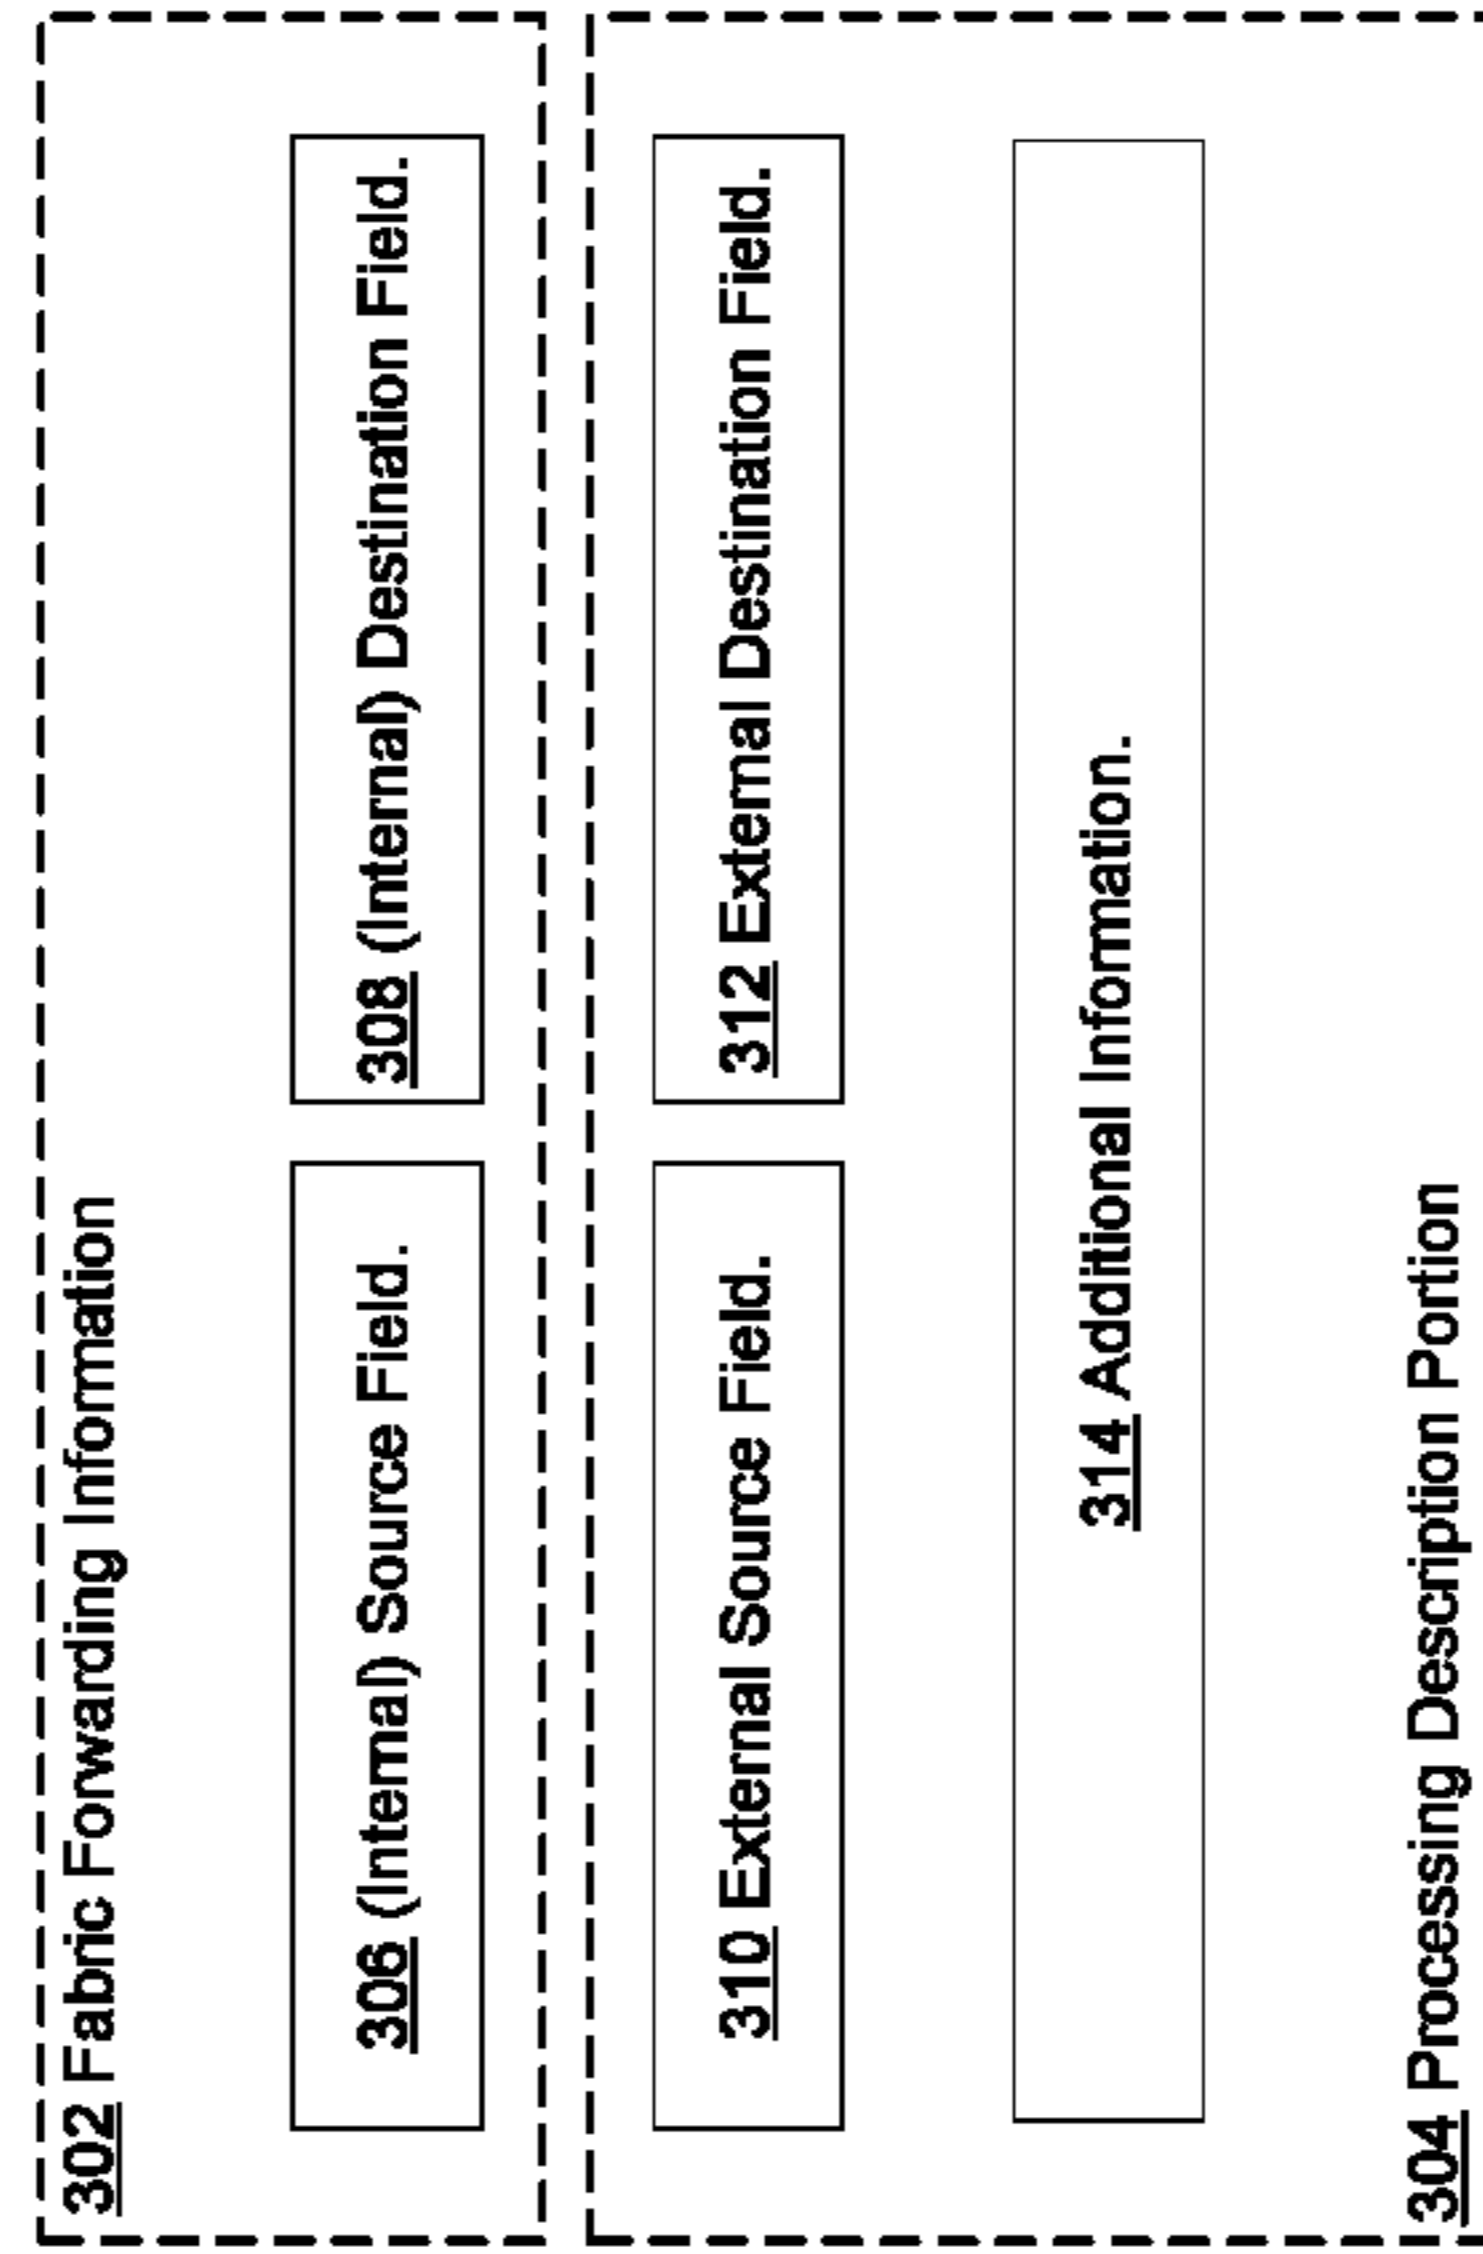 302 Fabric Forwarding Information
306 (Internal) Source Field.
308 (Internal) Destination Field.
310 External Source Field.
312 External Destination Field.
314 Additional Information.
304 Processing Description Portion